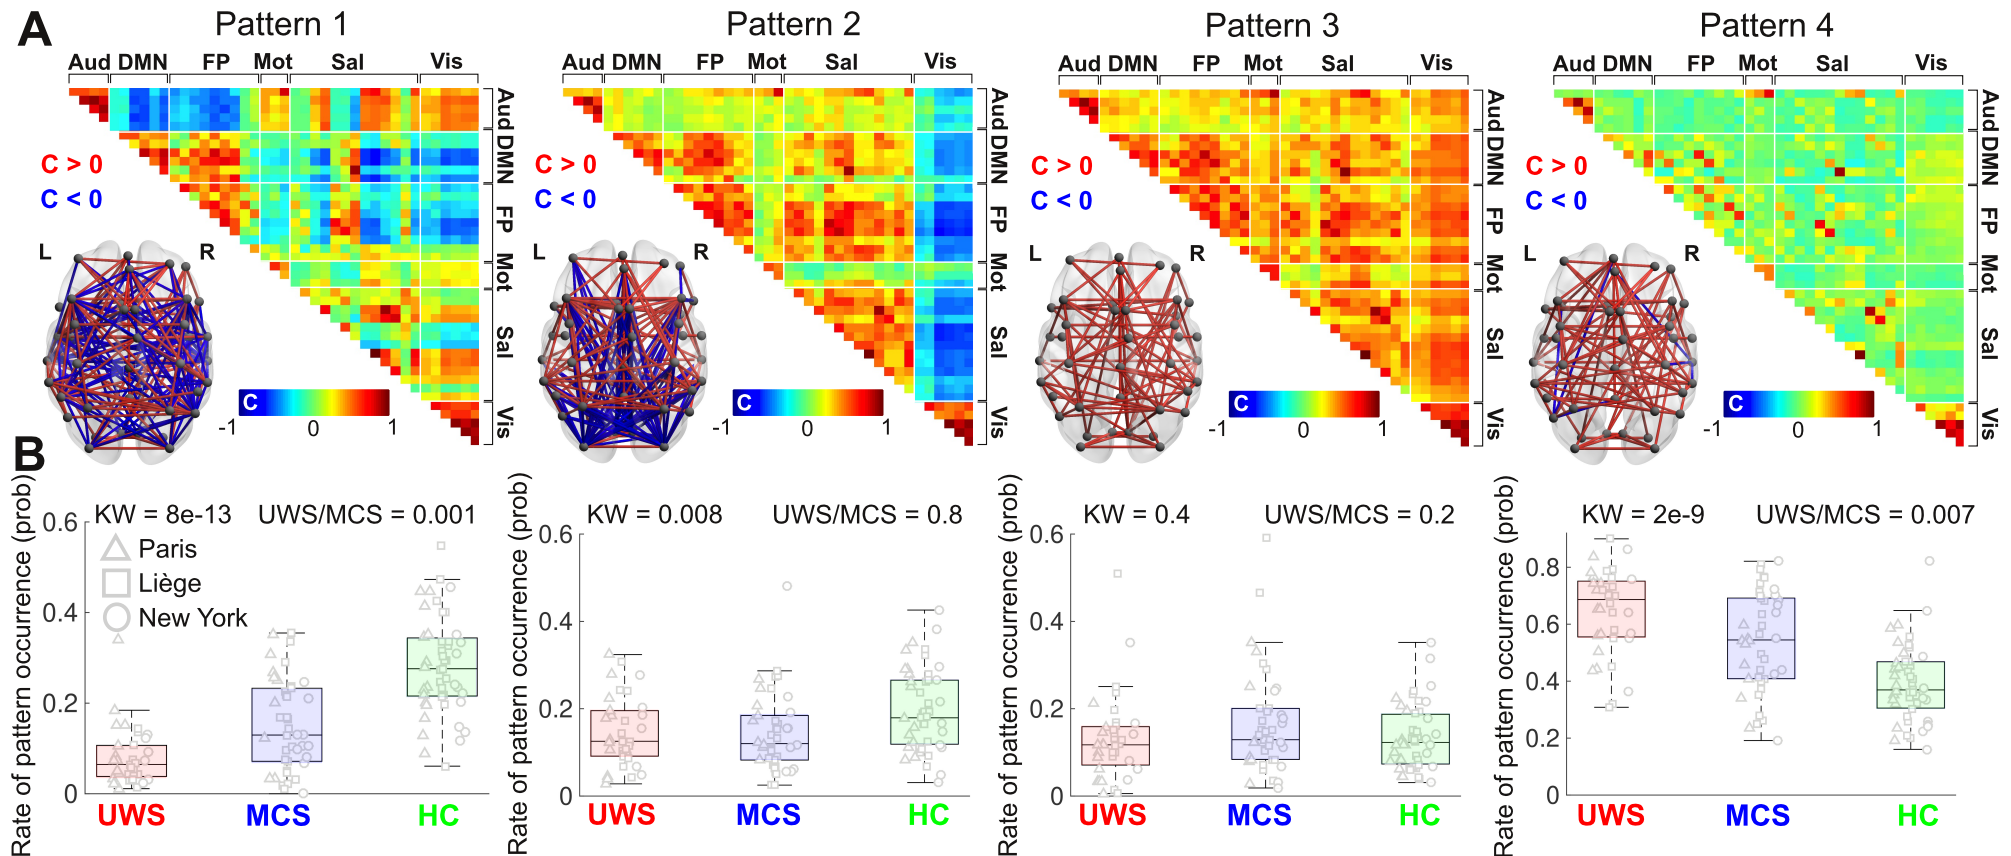 A
Pattern 1
Pattern 2
Pattern 3
Pattern 4
Aud DMN FP Mot Sal Vis
Aud DMN FP Mot Sal Vis
Aud DMN FP Mot Sal Vis
Aud DMN FP Mot Sal Vis
Aud DMN FP Mot Sal Vis
Aud DMN FP Mot Sal Vis
Aud DMN FP Mot Sal Vis
Aud DMN FP Mot Sal Vis
C > 0
C < 0
C > 0
C < 0
C > 0
C < 0
C > 0
C < 0
L R
L R
L R
L R
C
-1 0 1
C
-1 0 1
C
-1 0 1
C
-1 0 1
B
Rate of pattern occurrence (prob)
KW = 8e-13 UWS/MCS = 0.001
Paris
Liège
New York
0.6
0.4
0.2
0
UWS MCS HC
Rate of pattern occurrence (prob)
KW = 0.008 UWS/MCS = 0.8
0.6
0.4
0.2
0
UWS MCS HC
Rate of pattern occurrence (prob)
KW = 0.4 UWS/MCS = 0.2
0.6
0.4
0.2
0
UWS MCS HC
Rate of pattern occurrence (prob)
KW = 2e-9 UWS/MCS = 0.007
0.8
0.6
0.4
0.2
0
UWS MCS HC